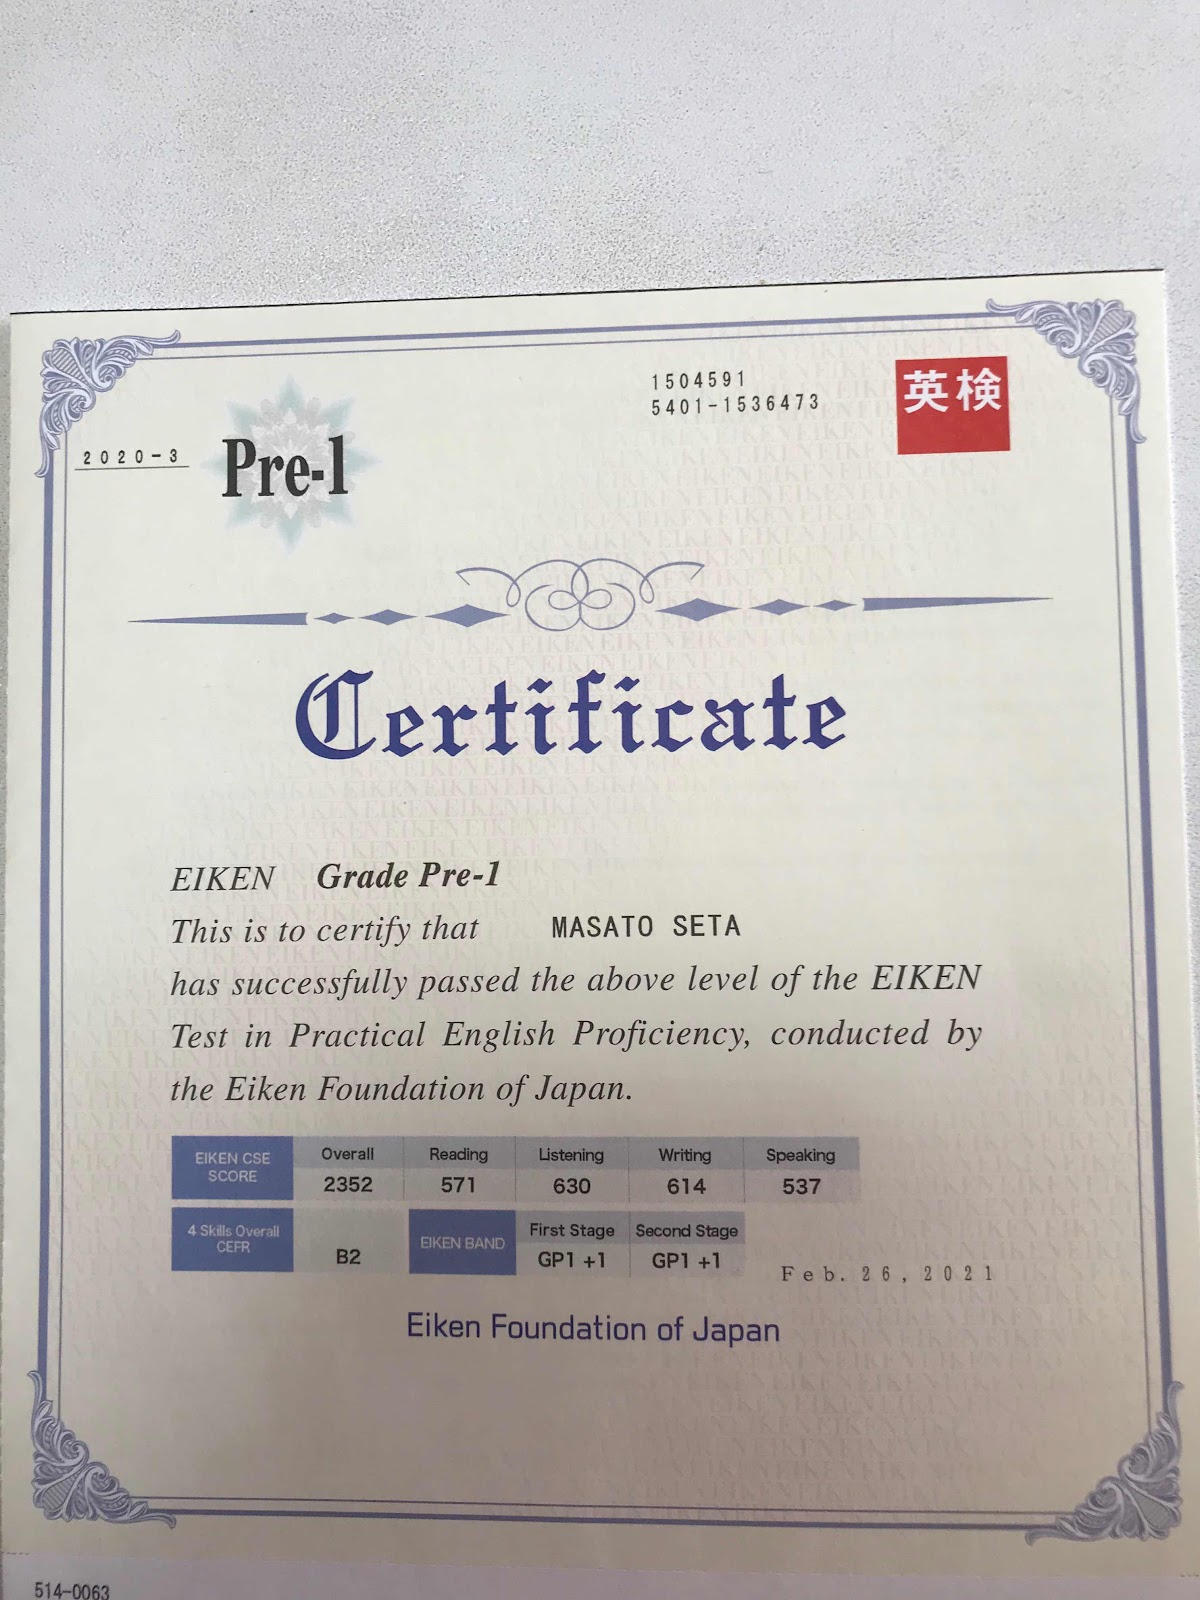 1504591
5401-1536473
英検
2020-3
Pre-1
Certificate
EIKEN Grade Pre-1
This is to certify that MASATO SETA
has successfully passed the above level of the EIKEN
Test in Practical English Proficiency, conducted by
the Eiken Foundation of Japan.
EIKEN CSE SCORE
Overall Reading Listening Writing Speaking
2352 571 630 614 537
4 Skills Overall CEFR
B2
EIKEN BAND
First Stage Second Stage
GP1 +1 GP1 +1
Feb. 26, 2021
Eiken Foundation of Japan
514-0063